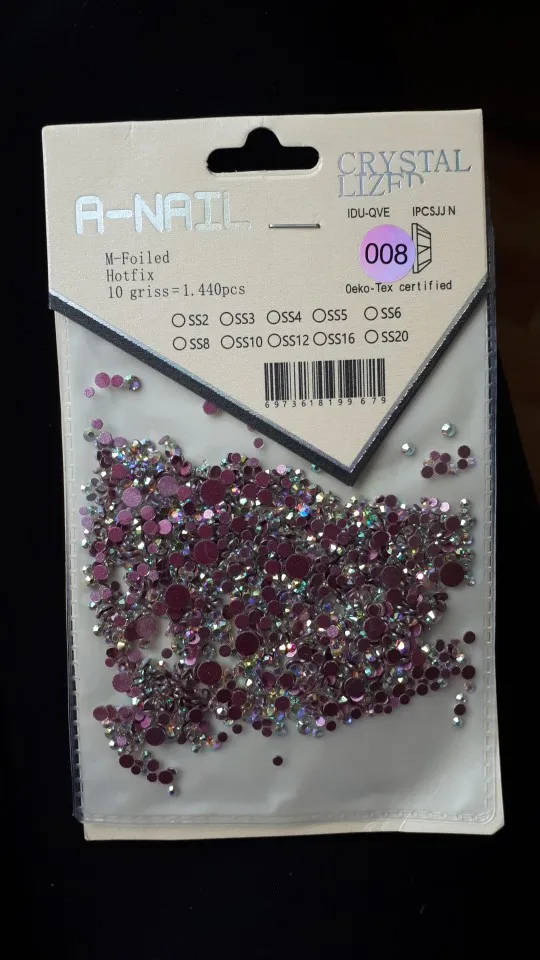 A-NAIL
CRYSTAL
LIZED
IDU-QVE IPCSJJ N
008
M-Foiled
Hotfix
10 griss=1.440pcs
Oeko-Tex certified
SS2 SS3 SS4 SS5 SS6
SS8 SS10 SS12 SS16 SS20
6973618199679